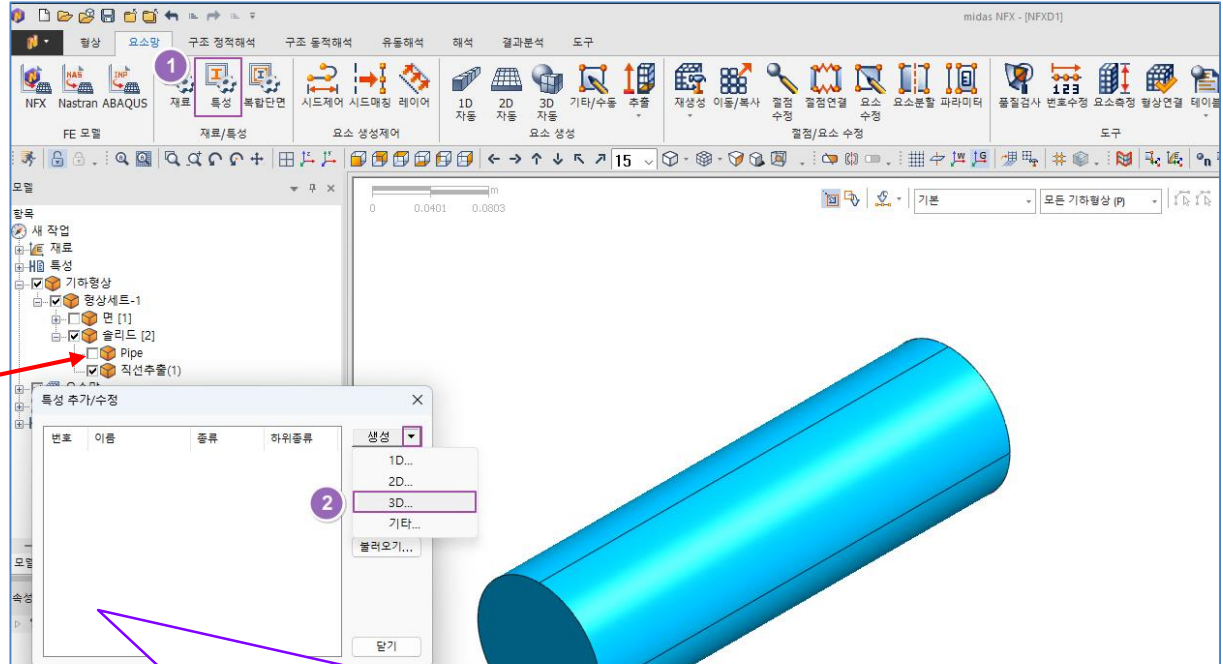 midas NFX - [NFXD1]
형상 요소망 구조 정적해석 구조 동적해석 유동해석 해석 결과분석 도구
1
NAS INP
NFX Nastran ABAQUS 재료 특성 복합단면 시드제어 시드매칭 레이어 1D 자동 2D 자동 3D 자동 기타/수동 추출 재생성 이동/복사 절점 수정 절점연결 요소 수정 요소분할 파라미터 품질검사 번호수정 요소측정 형상연결
FE 모델 재료/특성 요소 생성제어 요소 생성 절점/요소 수정 도구
15
모델
m
0 0.0401 0.0803
기본 모든 기하형상 (P)
항목
새 작업
재료
특성
기하형상
형상세트-1
면 [1]
솔리드 [2]
Pipe
직선추출(1)
특성 추가/수정
번호 이름 종류 하위종류 생성
1D...
2D...
2 3D...
기타...
불러오기...
닫기